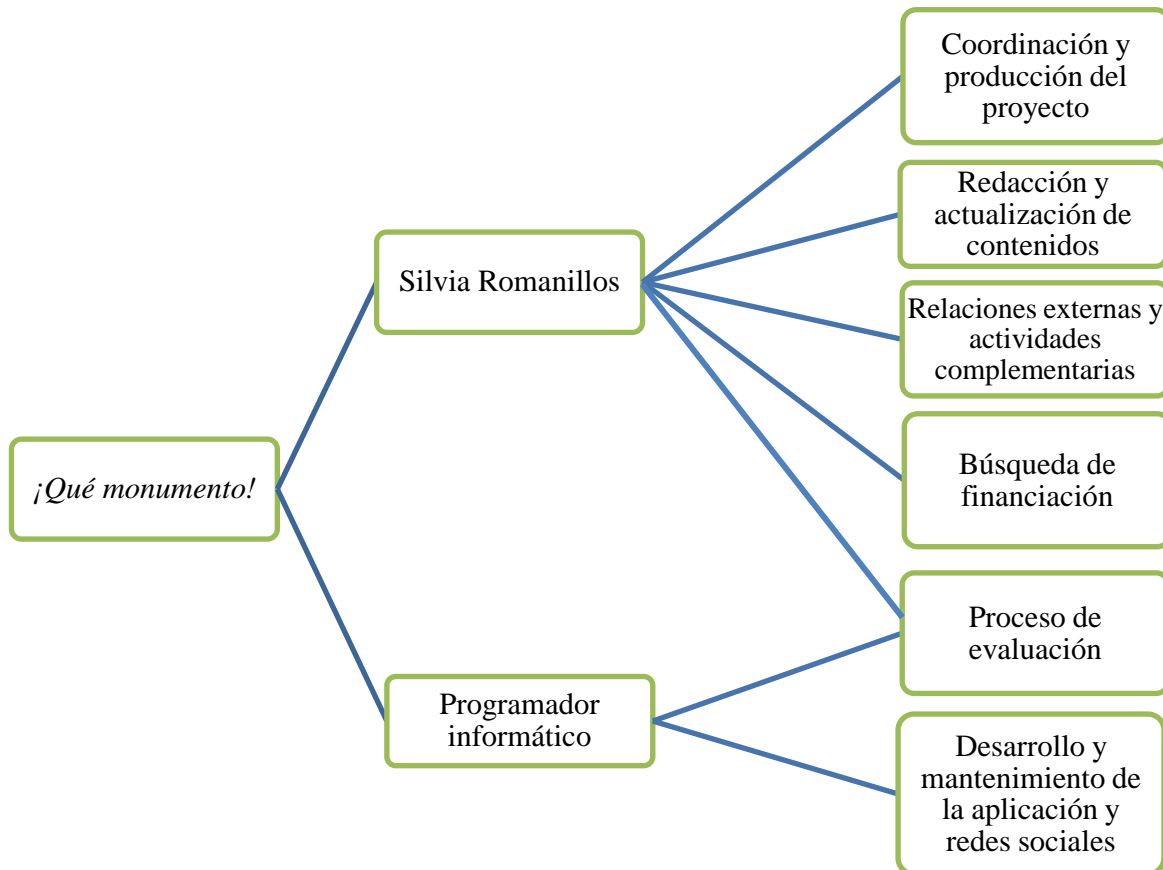 Coordinación y
producción del
proyecto
Redacción y
actualización de
contenidos
Silvia Romanillos
Relaciones externas y
actividades
complementarias
¡Qué monumento!
Búsqueda de
financiación
Proceso de
evaluación
Programador
informático
Desarrollo y
mantenimiento de
la aplicación y
redes sociales